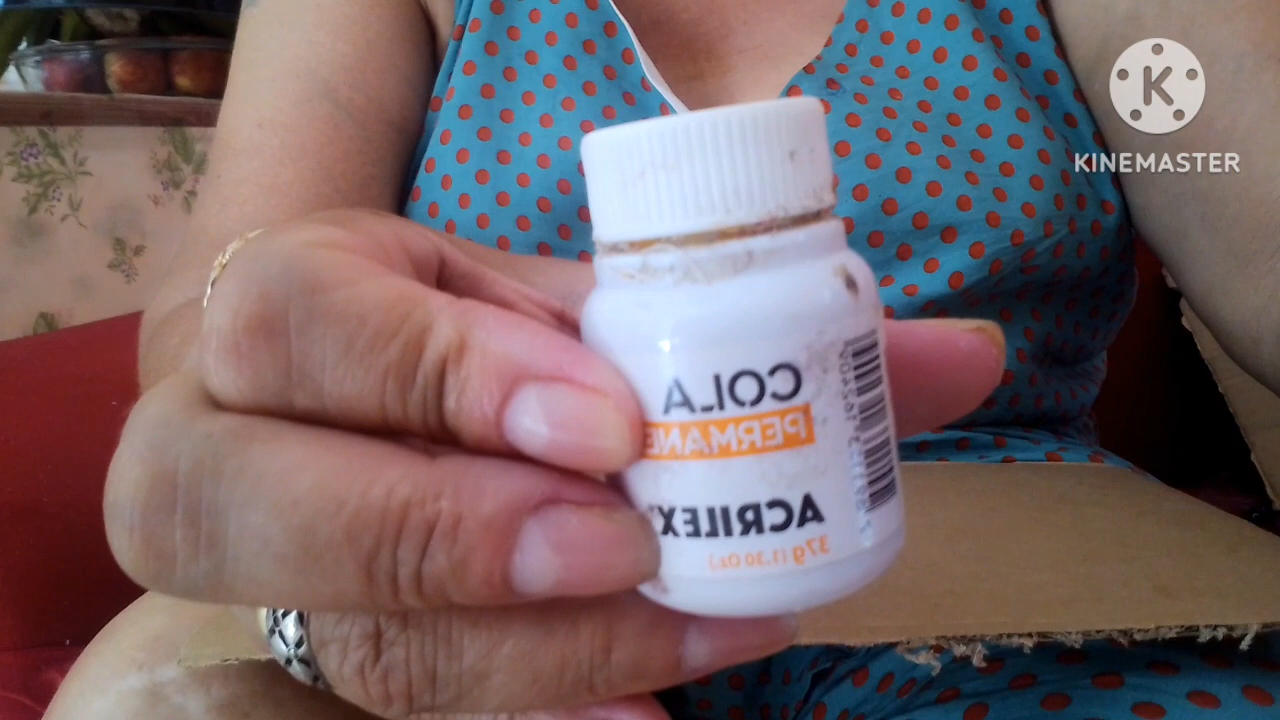 K
KINEMASTER
COLA
PERMANE
ACRILEX
37g (1.30 Oz.)